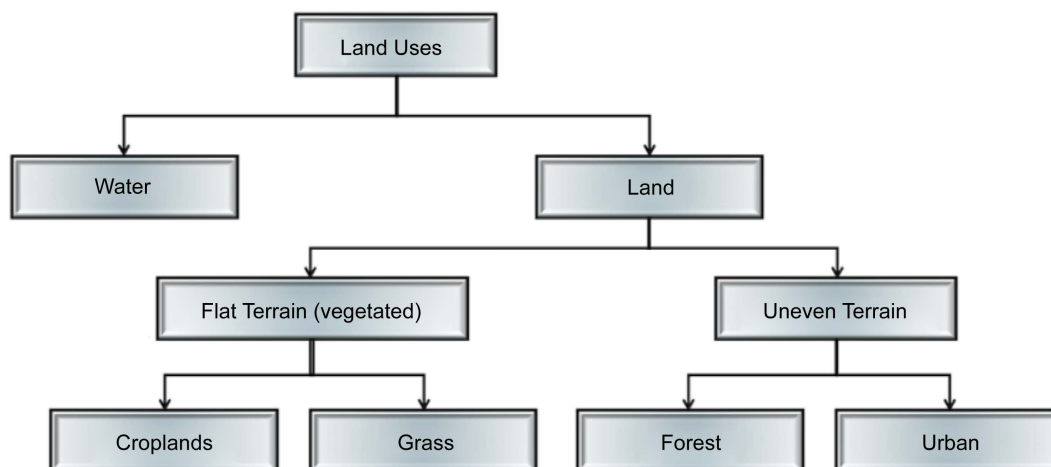 Land Uses
Water
Land
Flat Terrain (vegetated)
Uneven Terrain
Croplands
Grass
Forest
Urban